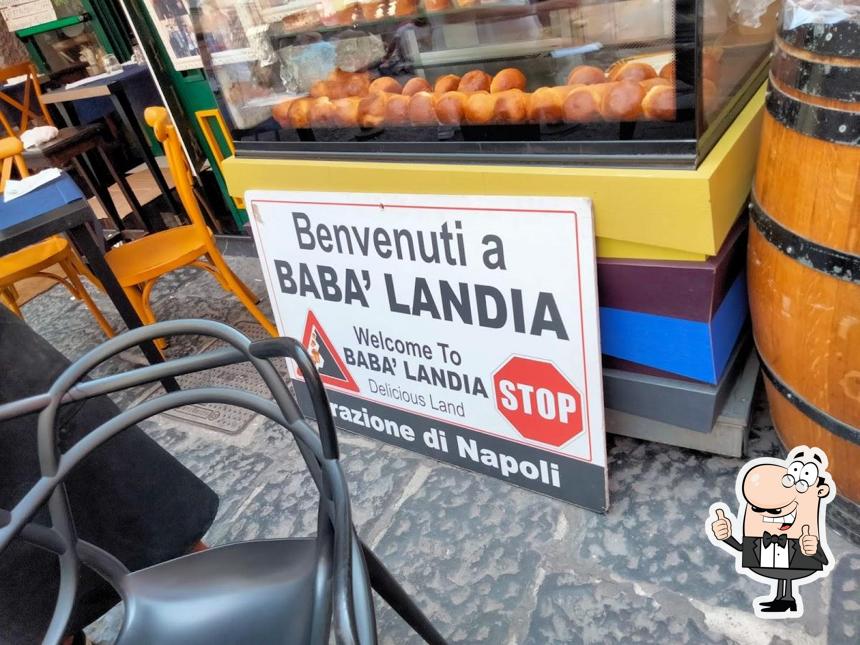 Benvenuti a
BABA' LANDIA
Welcome To
BABA' LANDIA
Delicious Land
STOP
razione di Napoli